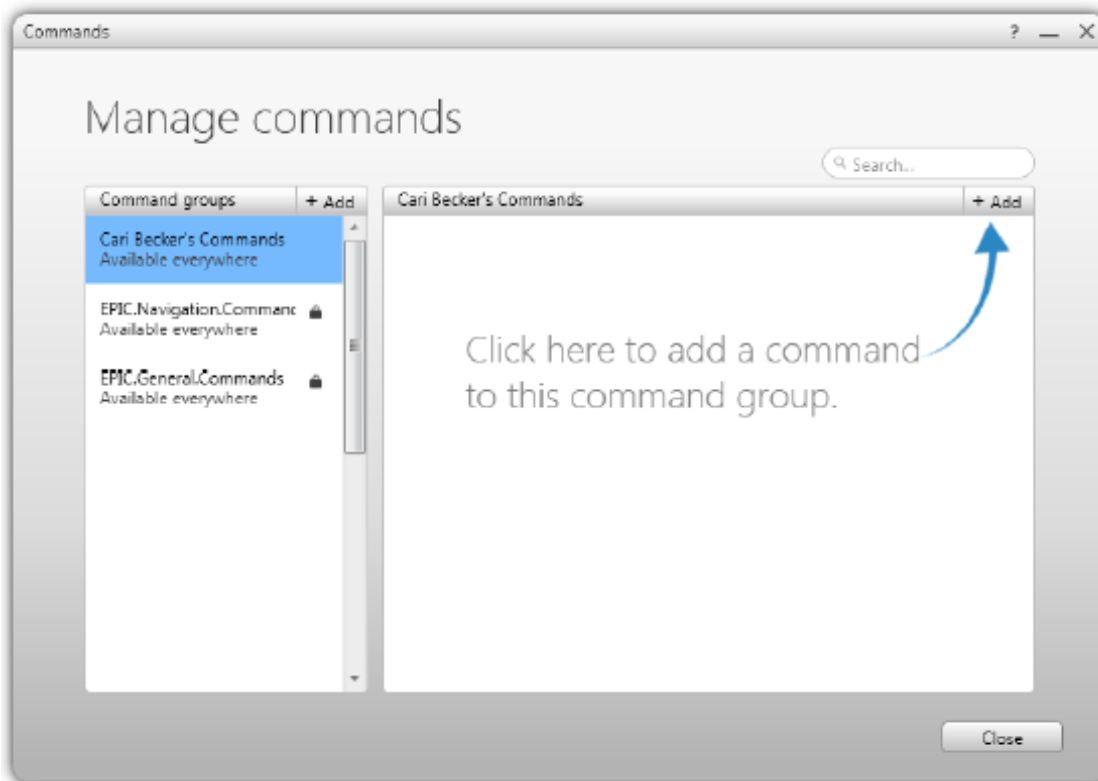 Commands ?
Manage commands
Search...
Command groups + Add
Cari Becker's Commands + Add
Cari Becker's Commands
Available everywhere
EPIC.Navigation.Command
Available everywhere
EPIC.General.Commands
Available everywhere
Click here to add a command
to this command group.
Close